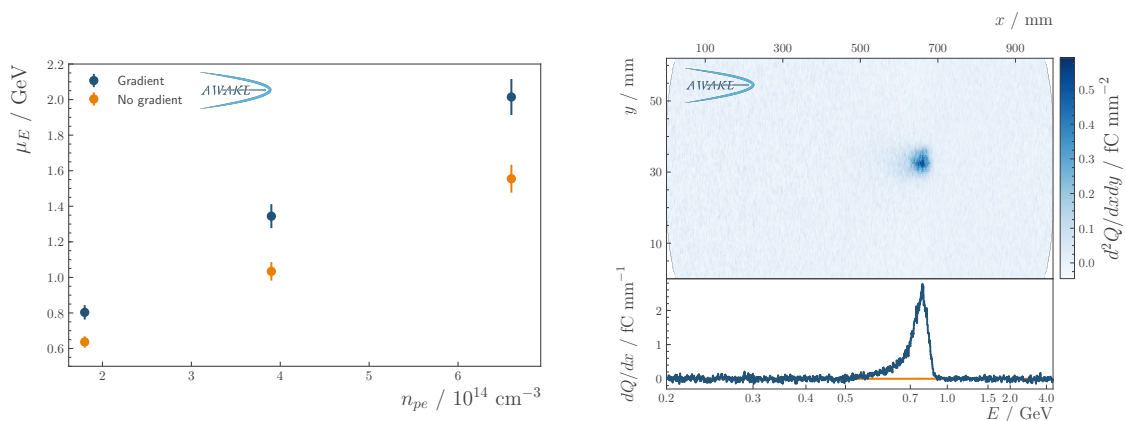 2.2
2.0
1.8
1.6
1.4
1.2
1.0
0.8
0.6
μ_E / GeV
Gradient
No gradient
AWAKE
2 3 4 5 6
n_pe / 10^14 cm^−3
x / mm
100 300 500 700 900
y / mm
50
30
10
AWAKE
0.5
0.4
0.3
0.2
0.1
0.0
d^2Q/dxdy / fC mm^−2
dQ/dx / fC mm^−1
2
1
0
0.2 0.3 0.4 0.5 0.7 1.0 1.5 2.0 4.0
E / GeV